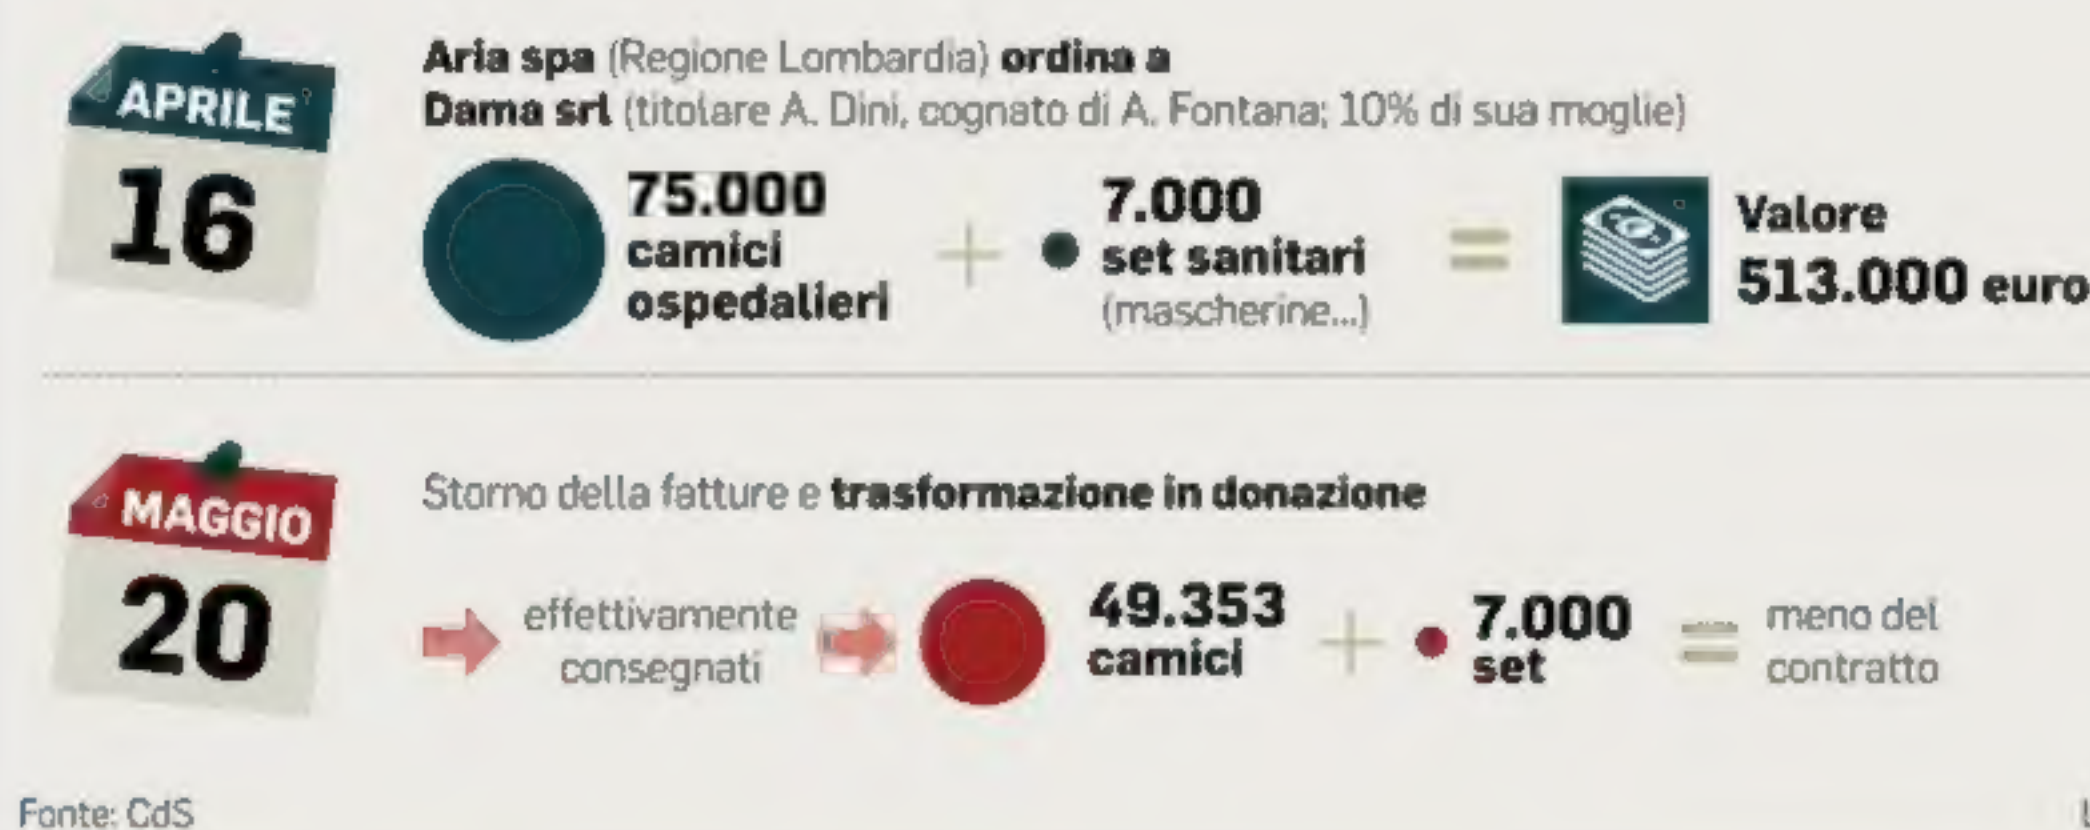 APRILE
16
Aria spa (Regione Lombardia) ordina a
Dama srl (titolare A. Dini, cognato di A. Fontana; 10% di sua moglie)
75.000
camici
ospedalieri
+
7.000
set sanitari
(mascherine...)
=
Valore
513.000 euro
MAGGIO
20
Storno della fatture e trasformazione in donazione
effettivamente
consegnati
49.353
camici
+
7.000
set
=
meno del
contratto
Fonte: CdS